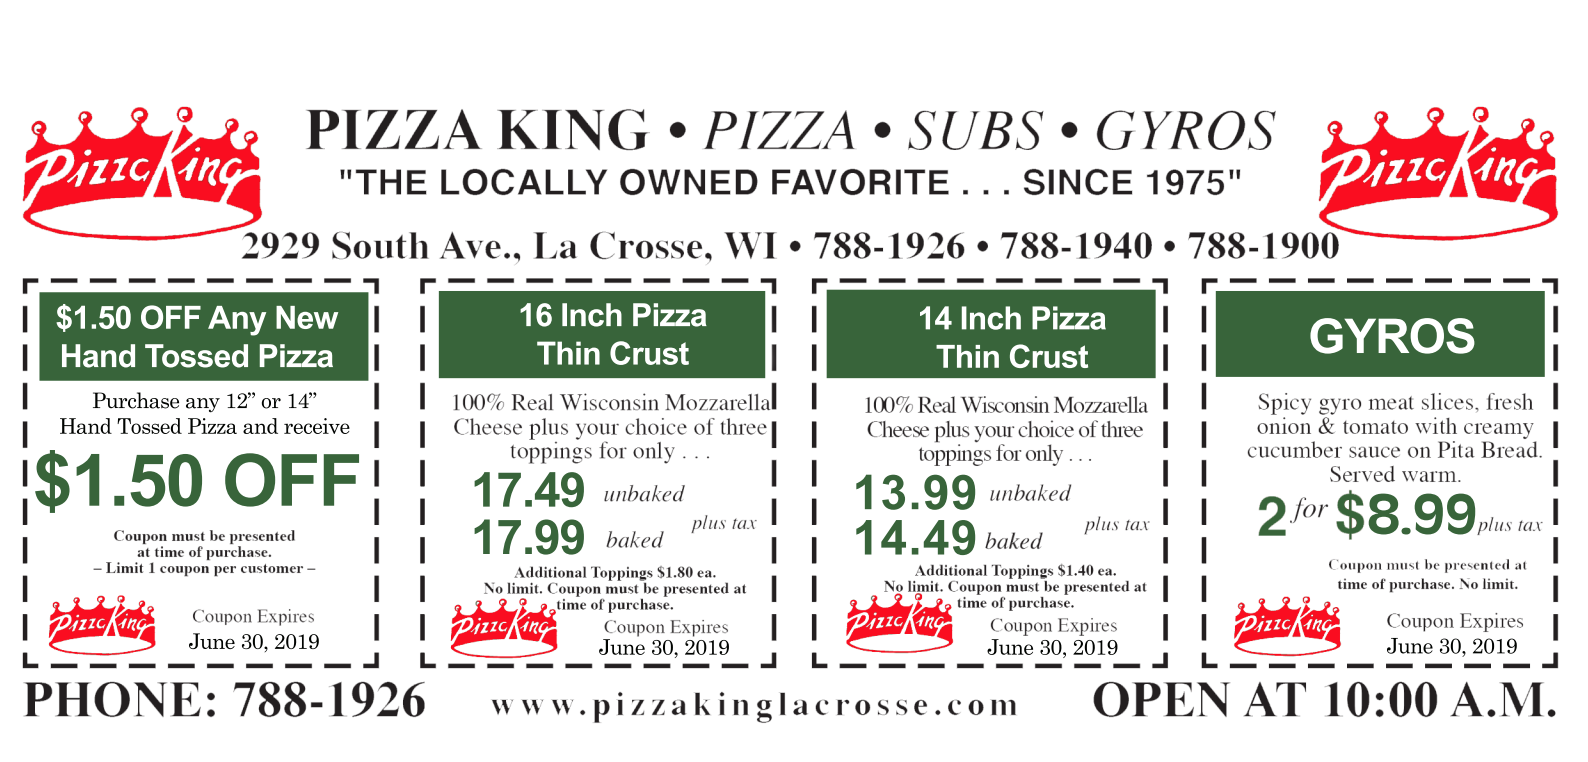 PizzaKing
PIZZA KING • PIZZA • SUBS • GYROS
PizzaKing
"THE LOCALLY OWNED FAVORITE . . . SINCE 1975"
2929 South Ave., La Crosse, WI • 788-1926 • 788-1940 • 788-1900
$1.50 OFF Any New
Hand Tossed Pizza
Purchase any 12” or 14”
Hand Tossed Pizza and receive
$1.50 OFF
Coupon must be presented
at time of purchase.
– Limit 1 coupon per customer –
PizzaKing
Coupon Expires
June 30, 2019
16 Inch Pizza
Thin Crust
100% Real Wisconsin Mozzarella
Cheese plus your choice of three
toppings for only . . .
17.49 unbaked
plus tax
17.99 baked
Additional Toppings $1.80 ea.
No limit. Coupon must be presented at
time of purchase.
PizzaKing
Coupon Expires
June 30, 2019
14 Inch Pizza
Thin Crust
100% Real Wisconsin Mozzarella
Cheese plus your choice of three
toppings for only . . .
13.99 unbaked
plus tax
14.49 baked
Additional Toppings $1.40 ea.
No limit. Coupon must be presented at
time of purchase.
PizzaKing
Coupon Expires
June 30, 2019
GYROS
Spicy gyro meat slices, fresh
onion & tomato with creamy
cucumber sauce on Pita Bread.
Served warm.
2 for $8.99 plus tax
Coupon must be presented at
time of purchase. No limit.
PizzaKing
Coupon Expires
June 30, 2019
PHONE: 788-1926
www.pizzakinglacrosse.com
OPEN AT 10:00 A.M.